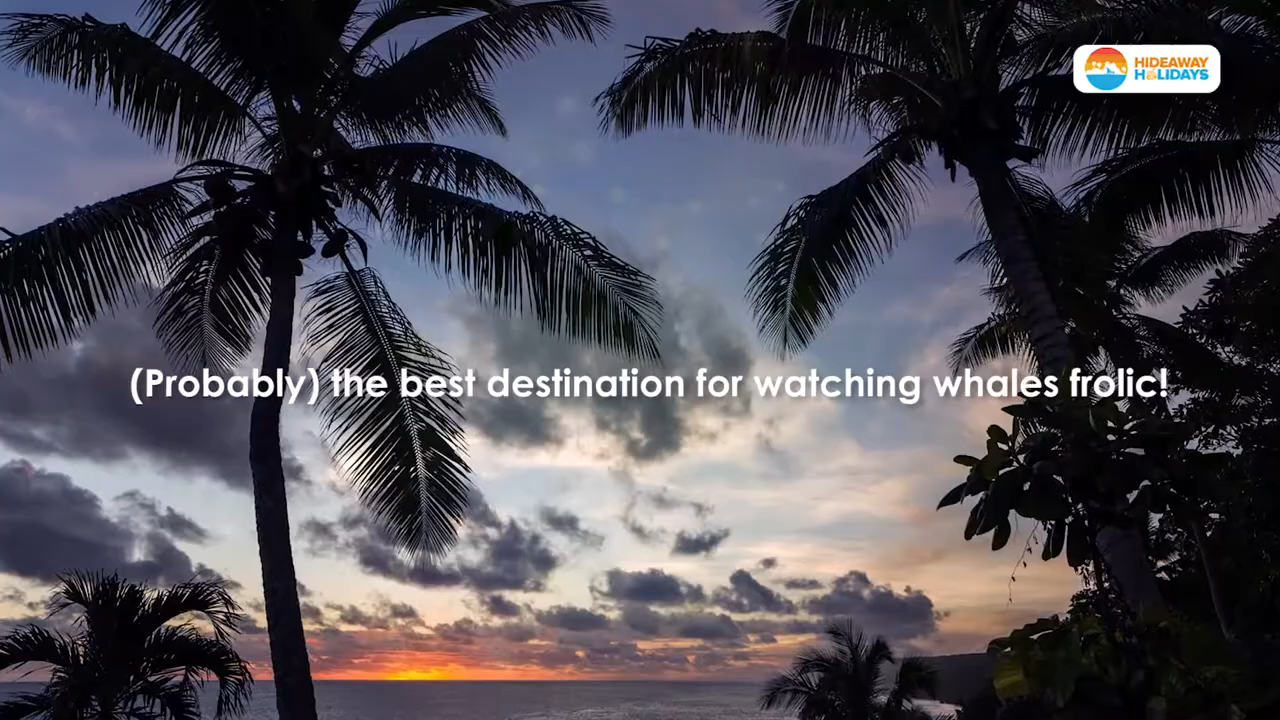 HIDEAWAY
HOLIDAYS
(Probably) the best destination for watching whales frolic!